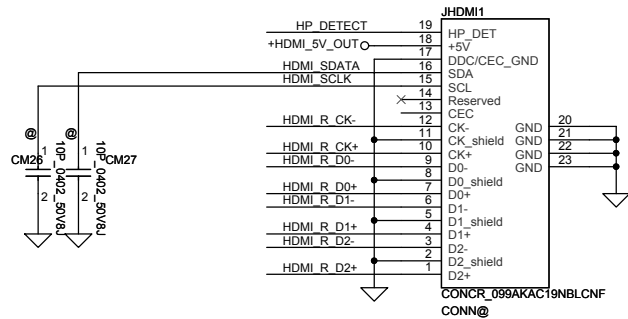 JHDMI1
HP_DETECT 19 HP_DET
+HDMI_5V_OUT 18 +5V
17 DDC/CEC_GND
HDMI_SDATA 16 SDA
HDMI_SCLK 15 SCL
14 Reserved
13 CEC
HDMI_R_CK- 12 CK- GND 20
11 CK_shield GND 21
HDMI_R_CK+ 10 CK+ GND 22
HDMI_R_D0- 9 D0- GND 23
8 D0_shield
HDMI_R_D0+ 7 D0+
HDMI_R_D1- 6 D1-
5 D1_shield
HDMI_R_D1+ 4 D1+
HDMI_R_D2- 3 D2-
2 D2_shield
HDMI_R_D2+ 1 D2+
CONCR_099AKAC19NBLCNF
CONN@
@
1
CM26
2
10P_0402_50V8J
@
1
CM27
2
10P_0402_50V8J